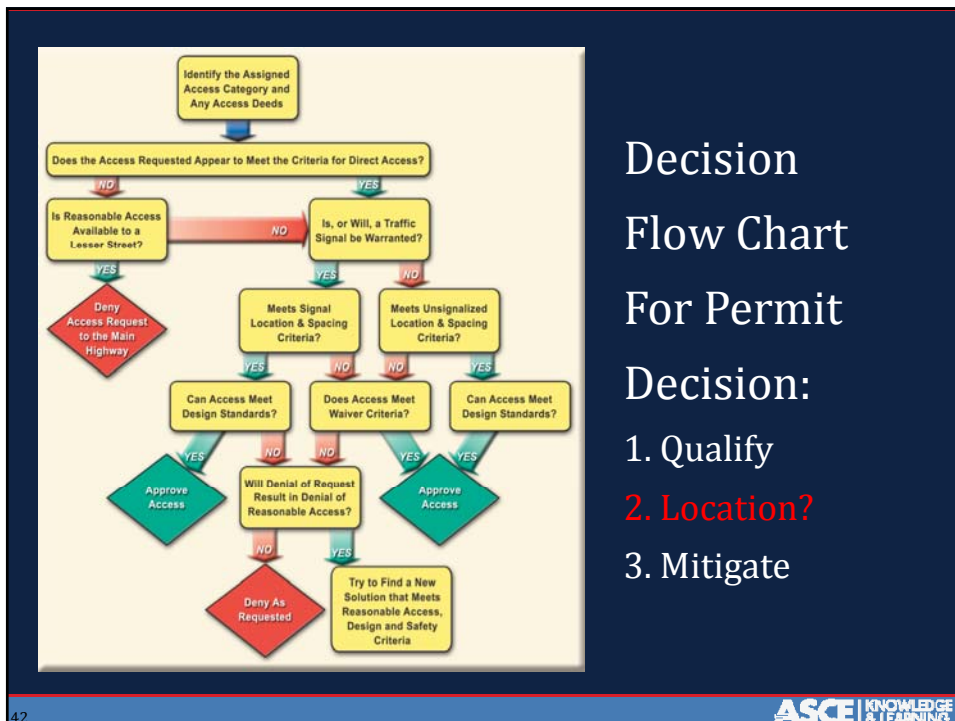 Identify the Assigned
Access Category and
Any Access Deeds
Does the Access Requested Appear to Meet the Criteria for Direct Access?
NO
YES
Is Reasonable Access
Available to a
Lesser Street?
NO
Is, or Will, a Traffic
Signal be Warranted?
YES
YES
NO
Deny
Access Request
to the Main
Highway
Meets Signal
Location & Spacing
Criteria?
Meets Unsignalized
Location & Spacing
Criteria?
YES
NO
NO
YES
Can Access Meet
Design Standards?
Does Access Meet
Waiver Criteria?
Can Access Meet
Design Standards?
YES
NO
NO
YES
YES
Approve
Access
Will Denial of Request
Result in Denial of
Reasonable Access?
Approve
Access
NO
YES
Deny As
Requested
Try to Find a New
Solution that Meets
Reasonable Access,
Design and Safety
Criteria
Decision
Flow Chart
For Permit
Decision:
1. Qualify
2. Location?
3. Mitigate
42
ASCE KNOWLEDGE
& LEARNING